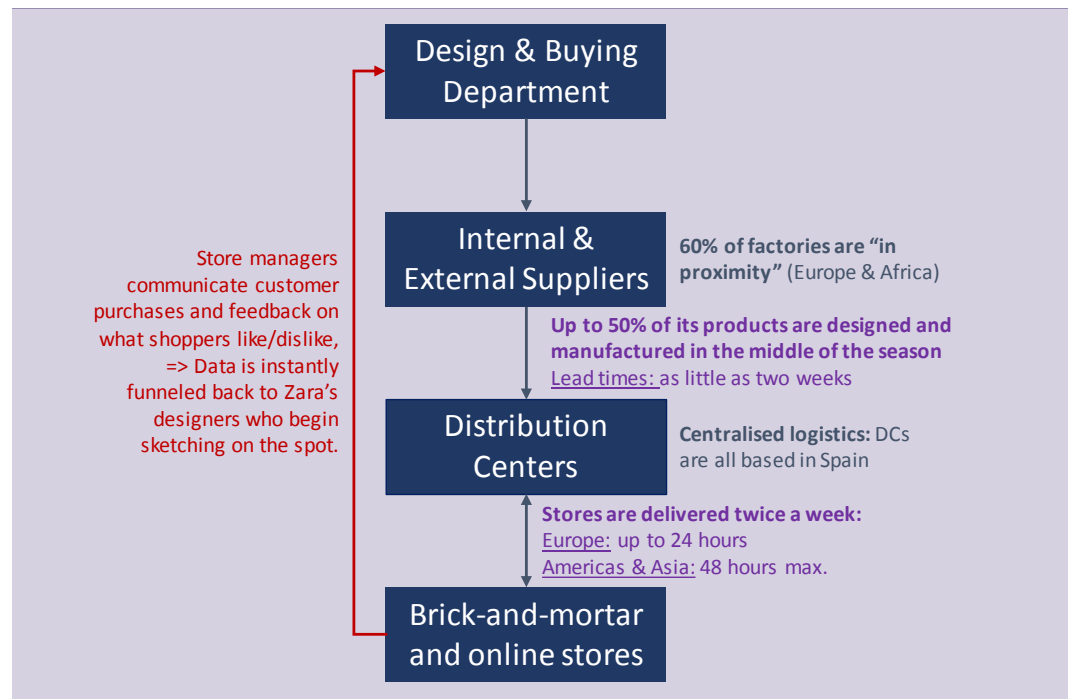 Design & Buying
Department
Internal &
External Suppliers
60% of factories are “in
proximity” (Europe & Africa)
Store managers
communicate customer
purchases and feedback on
what shoppers like/dislike,
=> Data is instantly
funneled back to Zara’s
designers who begin
sketching on the spot.
Up to 50% of its products are designed and
manufactured in the middle of the season
Lead times: as little as two weeks
Distribution
Centers
Centralised logistics: DCs
are all based in Spain
Stores are delivered twice a week:
Europe: up to 24 hours
Americas & Asia: 48 hours max.
Brick-and-mortar
and online stores